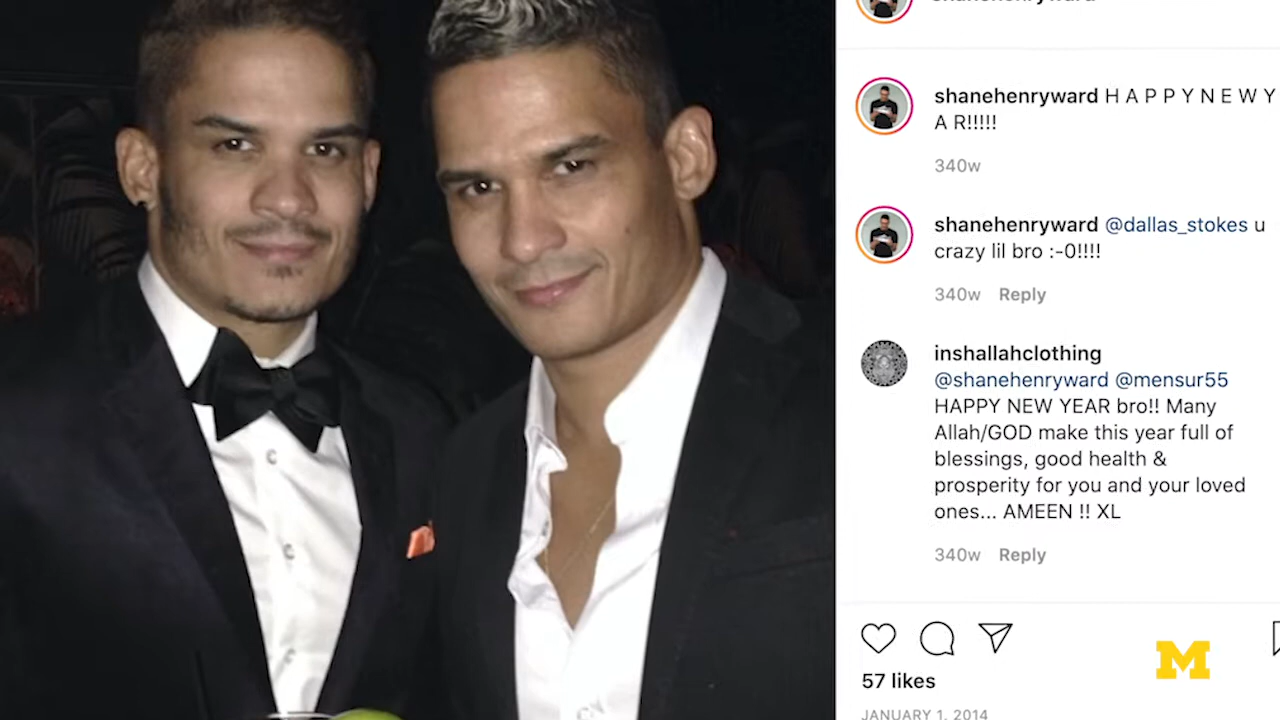 shanehenryward
shanehenryward H A P P Y N E W Y
A R!!!!!
340w
shanehenryward @dallas_stokes u
crazy lil bro :-0!!!!
340w Reply
inshallahclothing
@shanehenryward @mensur55
HAPPY NEW YEAR bro!! Many
Allah/GOD make this year full of
blessings, good health &
prosperity for you and your loved
ones... AMEEN !! XL
340w Reply
M
57 likes
JANUARY 1, 2014